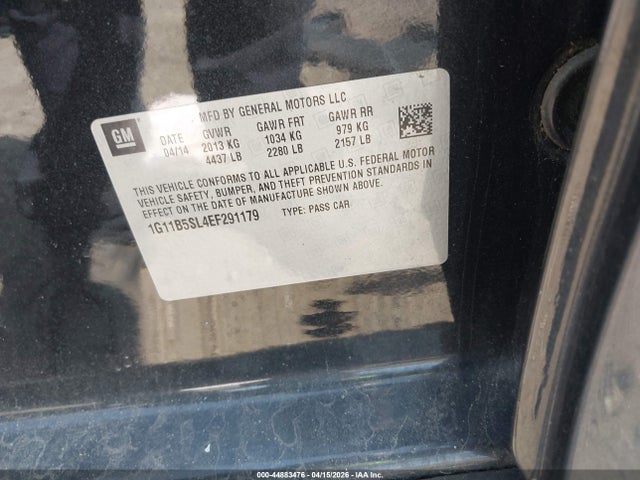 MFD BY GENERAL MOTORS LLC
GM
DATE GVWR GAWR FRT GAWR RR
04/14 2013 KG 1034 KG 979 KG
4437 LB 2280 LB 2157 LB
THIS VEHICLE CONFORMS TO ALL APPLICABLE U.S. FEDERAL MOTOR
VEHICLE SAFETY, BUMPER, AND THEFT PREVENTION STANDARDS IN
EFFECT ON THE DATE OF MANUFACTURE SHOWN ABOVE.
1G11B5SL4EF291179 TYPE: PASS CAR
000-44883476 - 04/15/2026 - © IAA Inc.